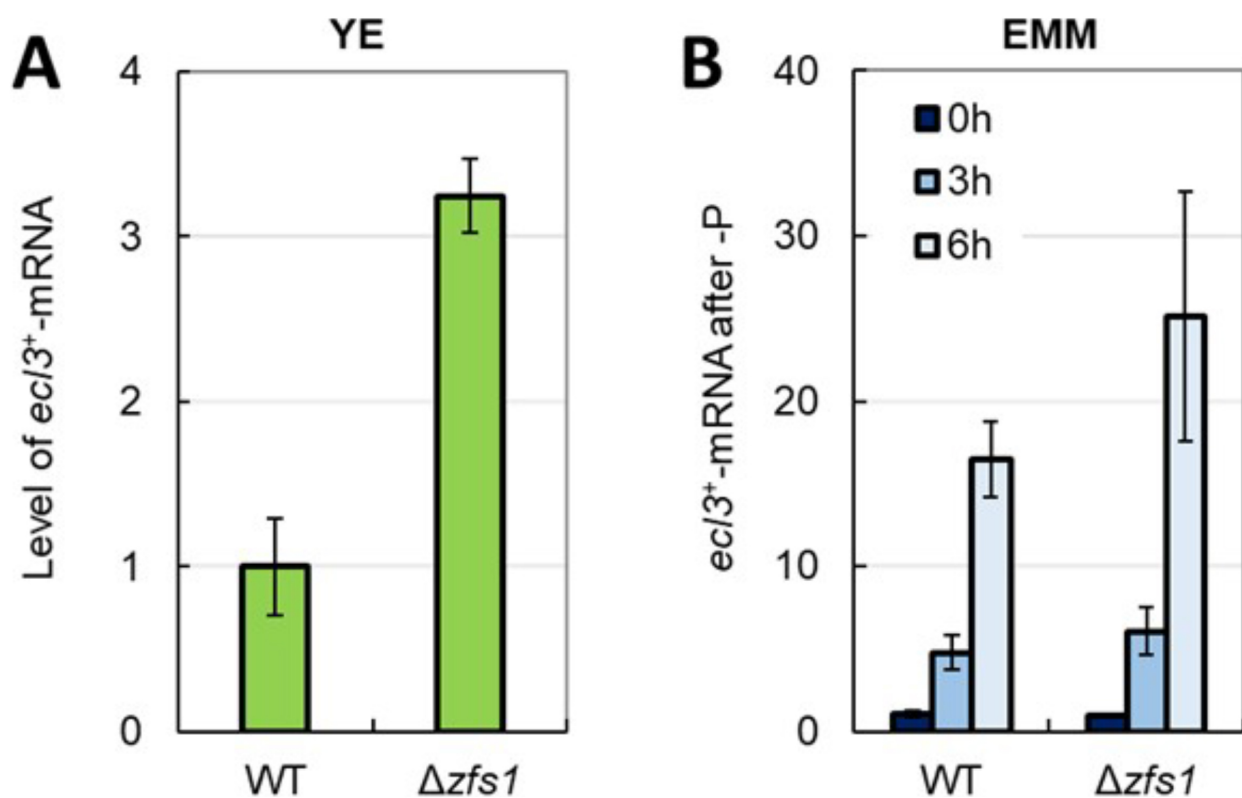 A
YE
4
3
2
1
0
Level of ecl3+-mRNA
WT
Δzfs1
B
EMM
40
30
20
10
0
ecl3+-mRNA after -P
0h
3h
6h
WT
Δzfs1